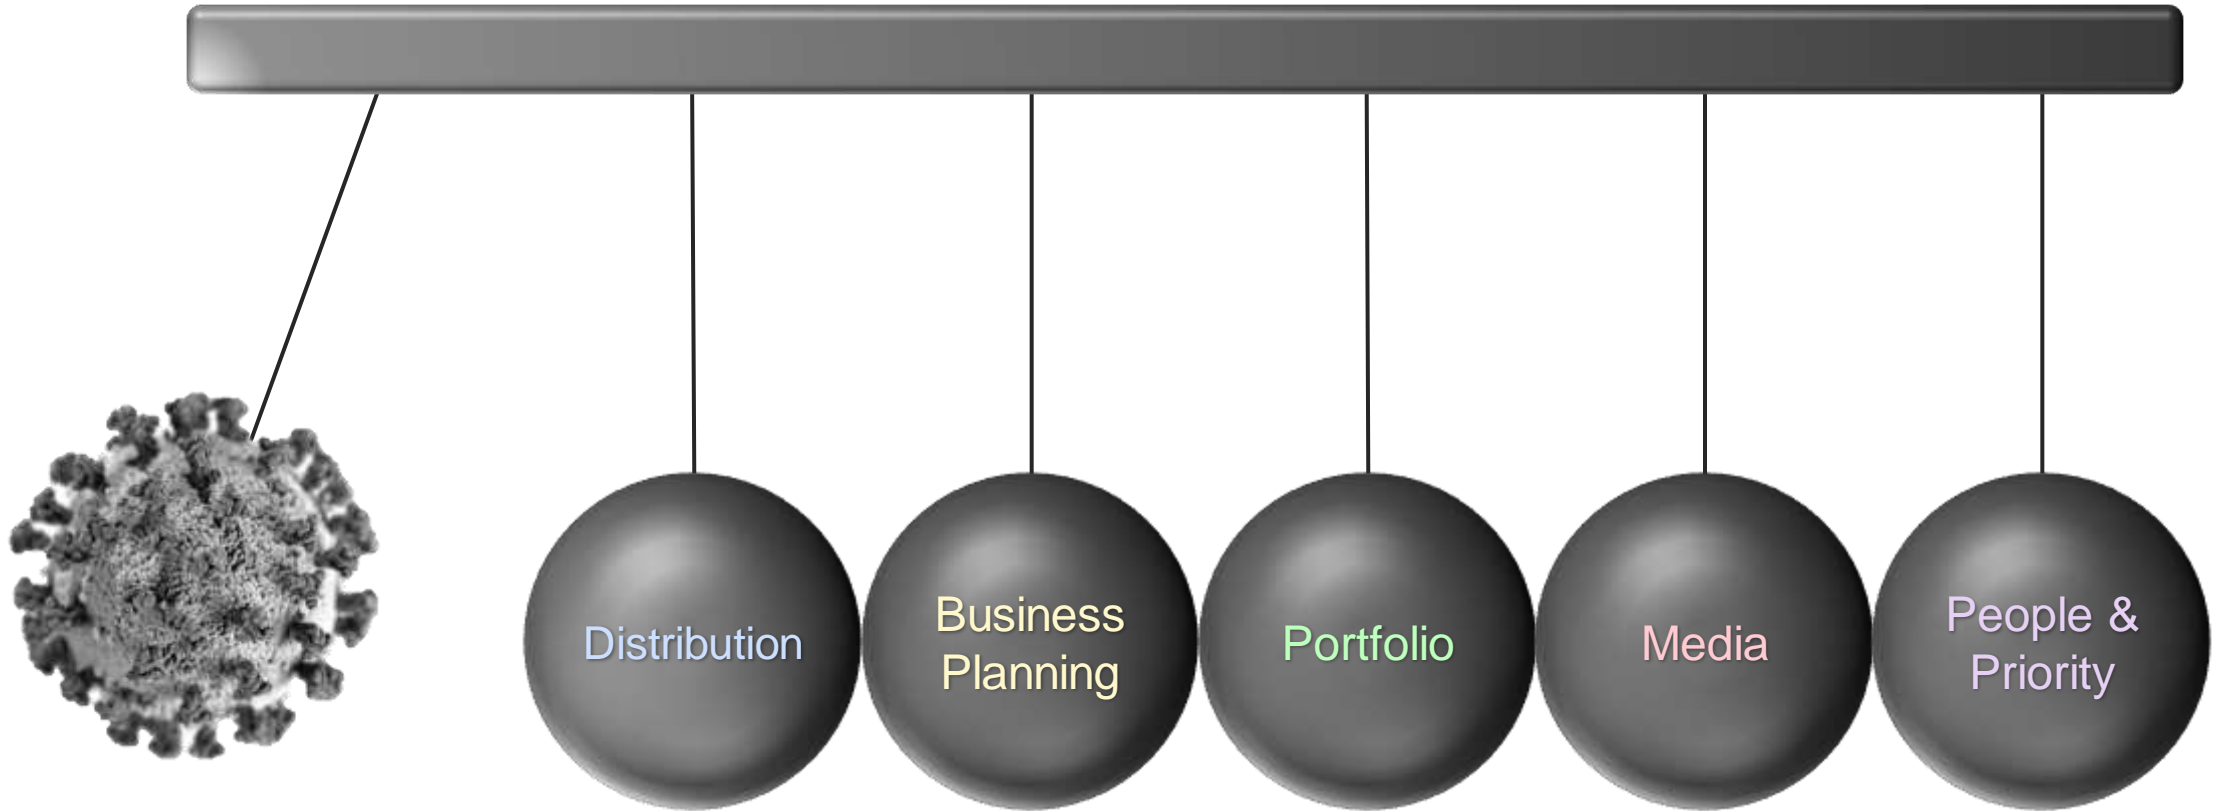 Distribution
Business
Planning
Portfolio
Media
People &
Priority